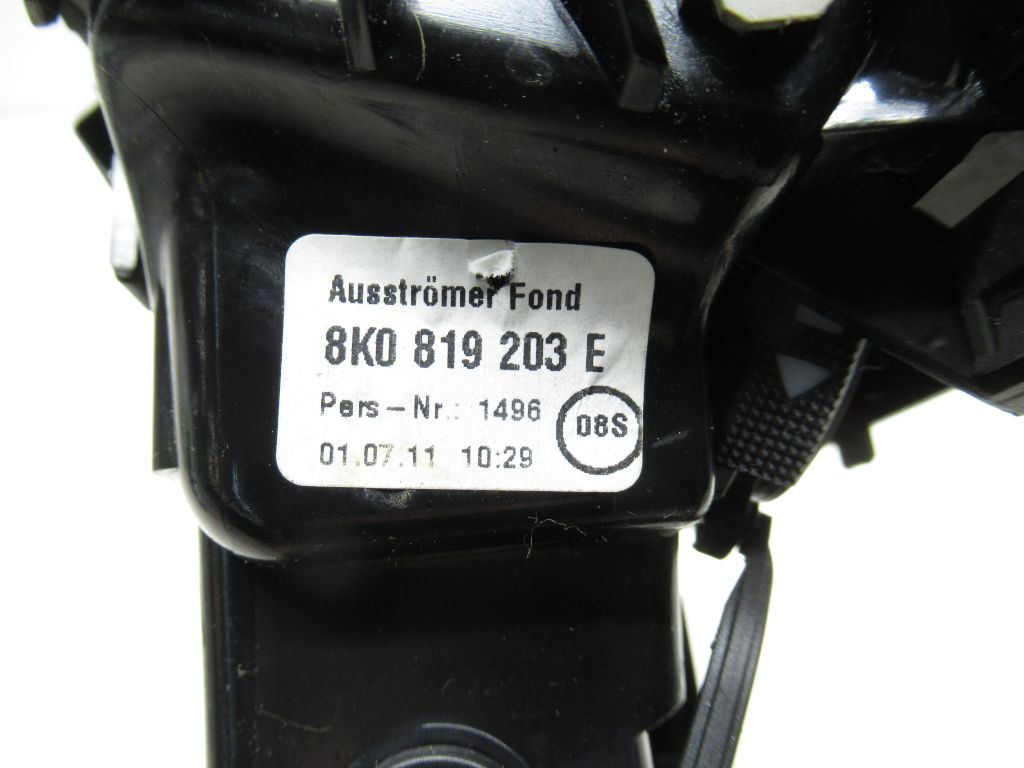 Ausströmer Fond
8K0 819 203 E
Pers-Nr.: 1496
08S
01.07.11 10:29